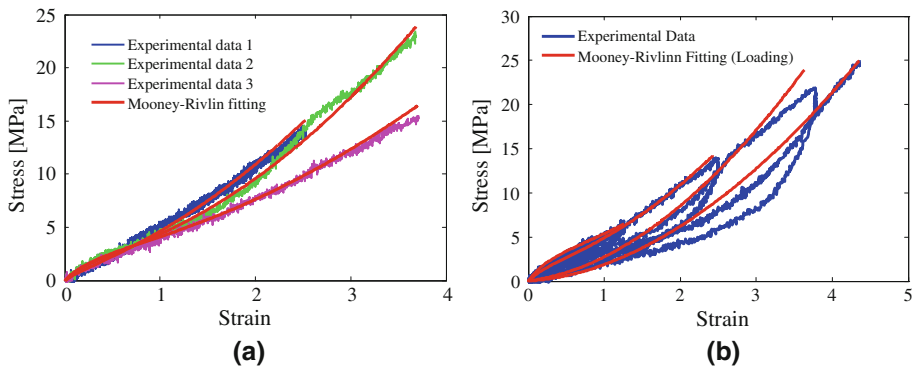 25
20
15
10
5
0
Stress [MPa]
Experimental data 1
Experimental data 2
Experimental data 3
Mooney-Rivlin fitting
0
1
2
3
4
Strain
(a)
30
25
20
15
10
5
0
Stress [MPa]
Experimental Data
Mooney-Rivlinn Fitting (Loading)
0
1
2
3
4
5
Strain
(b)